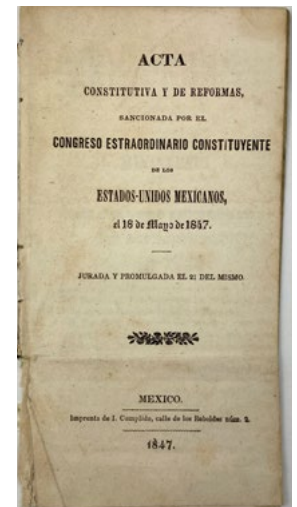 ACTA
CONSTITUTIVA Y DE REFORMAS,
SANCIONADA POR EL
CONGRESO ESTRAORDINARIO CONSTITUYENTE
DE LOS
ESTADOS-UNIDOS MEXICANOS,
el 18 de Mayo de 1847.
JURADA Y PROMULGADA EL 21 DEL MISMO.
MEXICO.
Imprenta de I. Cumplido, calle de los Rebeldes núm. 2.
1847.